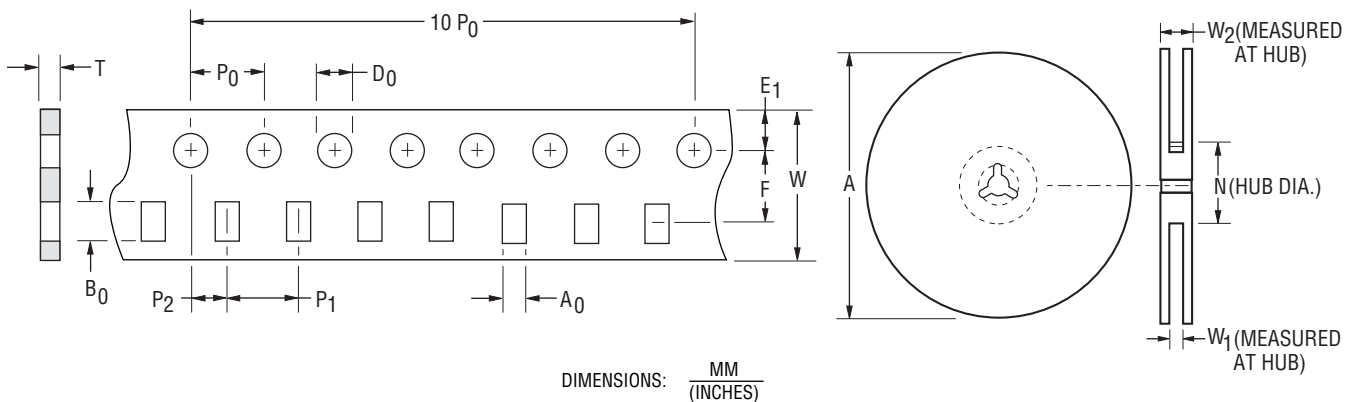 10 P0
W2(MEASURED
AT HUB)
T
P0
D0
E1
F
W
A
N(HUB DIA.)
B0
P2
P1
A0
W1(MEASURED
AT HUB)
DIMENSIONS: MM
(INCHES)